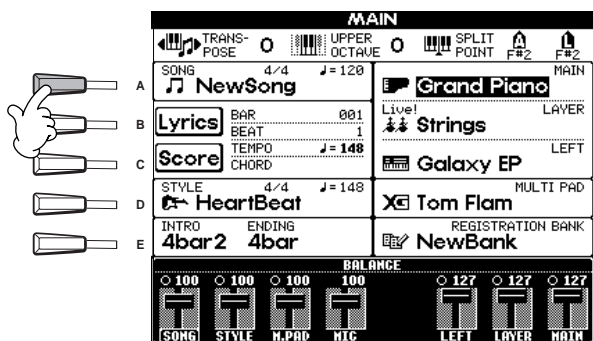 MAIN
TRANS-
POSE 0 UPPER
OCTAVE 0 SPLIT
POINT A
F#2 L
F#2
A
SONG 4/4 ♩=120
NewSong
MAIN
Grand Piano
B
Lyrics BAR 001
BEAT 1
Live! LAYER
Strings
C
Score TEMPO ♩=148
CHORD
LEFT
Galaxy EP
D
STYLE 4/4 ♩=148
HeartBeat
MULTI PAD
XG Tom Flam
E
INTRO ENDING
4bar2 4bar
REGISTRATION BANK
NewBank
BALANCE
100 100 100 100 127 127 127
SONG STYLE M.PAD MIC LEFT LAYER MAIN